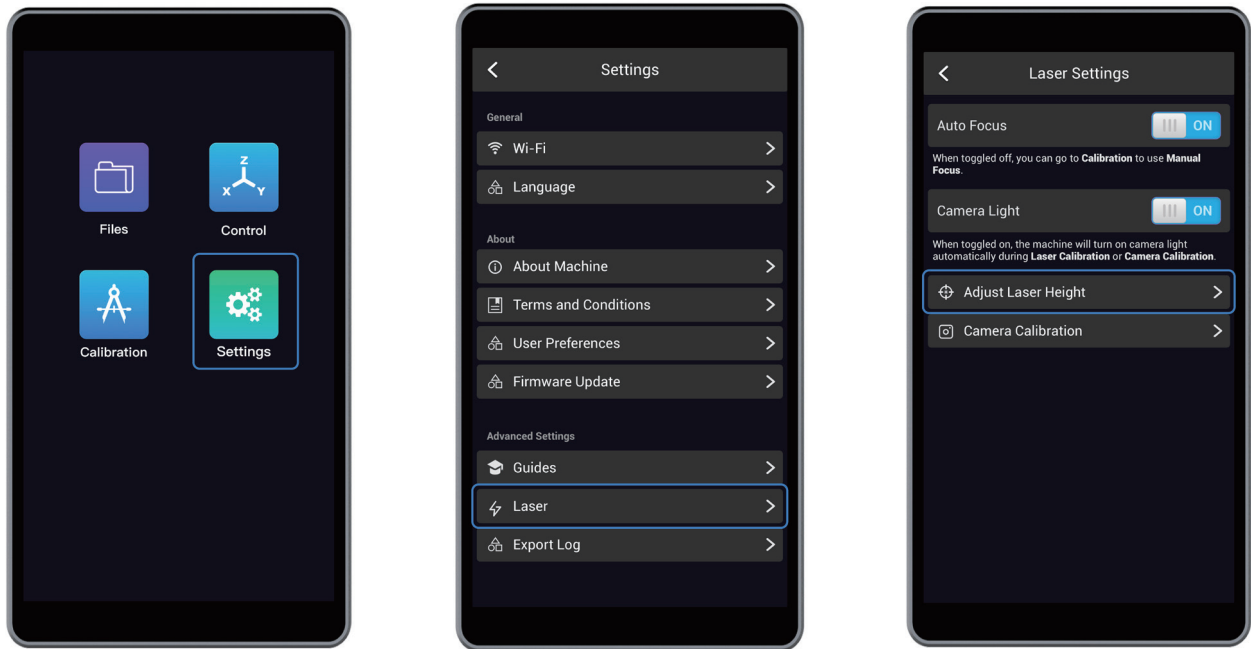 Z
X
Y
Files
Control
Calibration
Settings
Settings
General
Wi-Fi
Language
About
About Machine
Terms and Conditions
User Preferences
Firmware Update
Advanced Settings
Guides
Laser
Export Log
Laser Settings
Auto Focus
ON
When toggled off, you can go to Calibration to use Manual
Focus.
Camera Light
ON
When toggled on, the machine will turn on camera light
automatically during Laser Calibration or Camera Calibration.
Adjust Laser Height
Camera Calibration